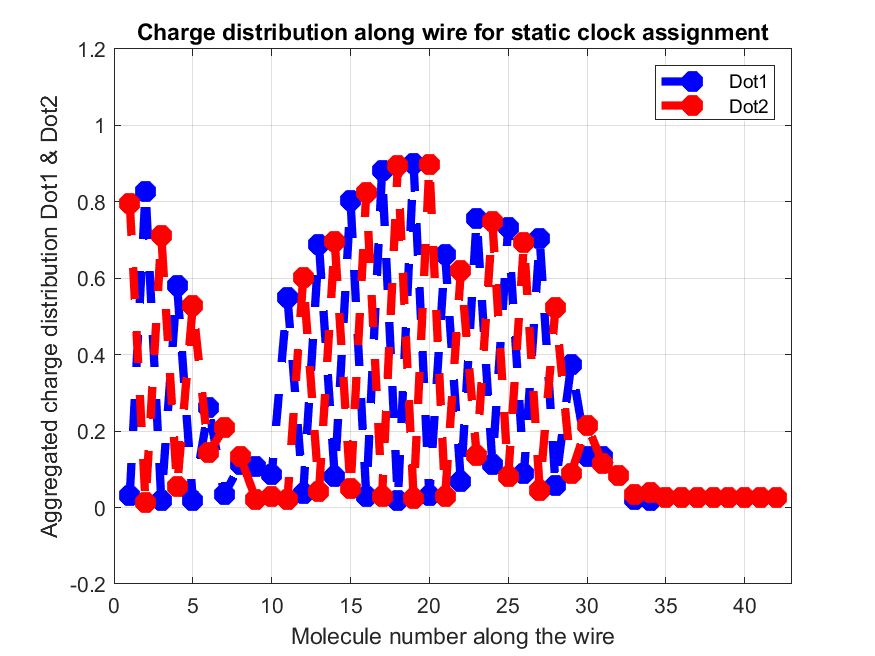 Charge distribution along wire for static clock assignment
Aggregated charge distribution Dot1 & Dot2
1.2
1
0.8
0.6
0.4
0.2
0
-0.2
Dot1
Dot2
0 5 10 15 20 25 30 35 40
Molecule number along the wire